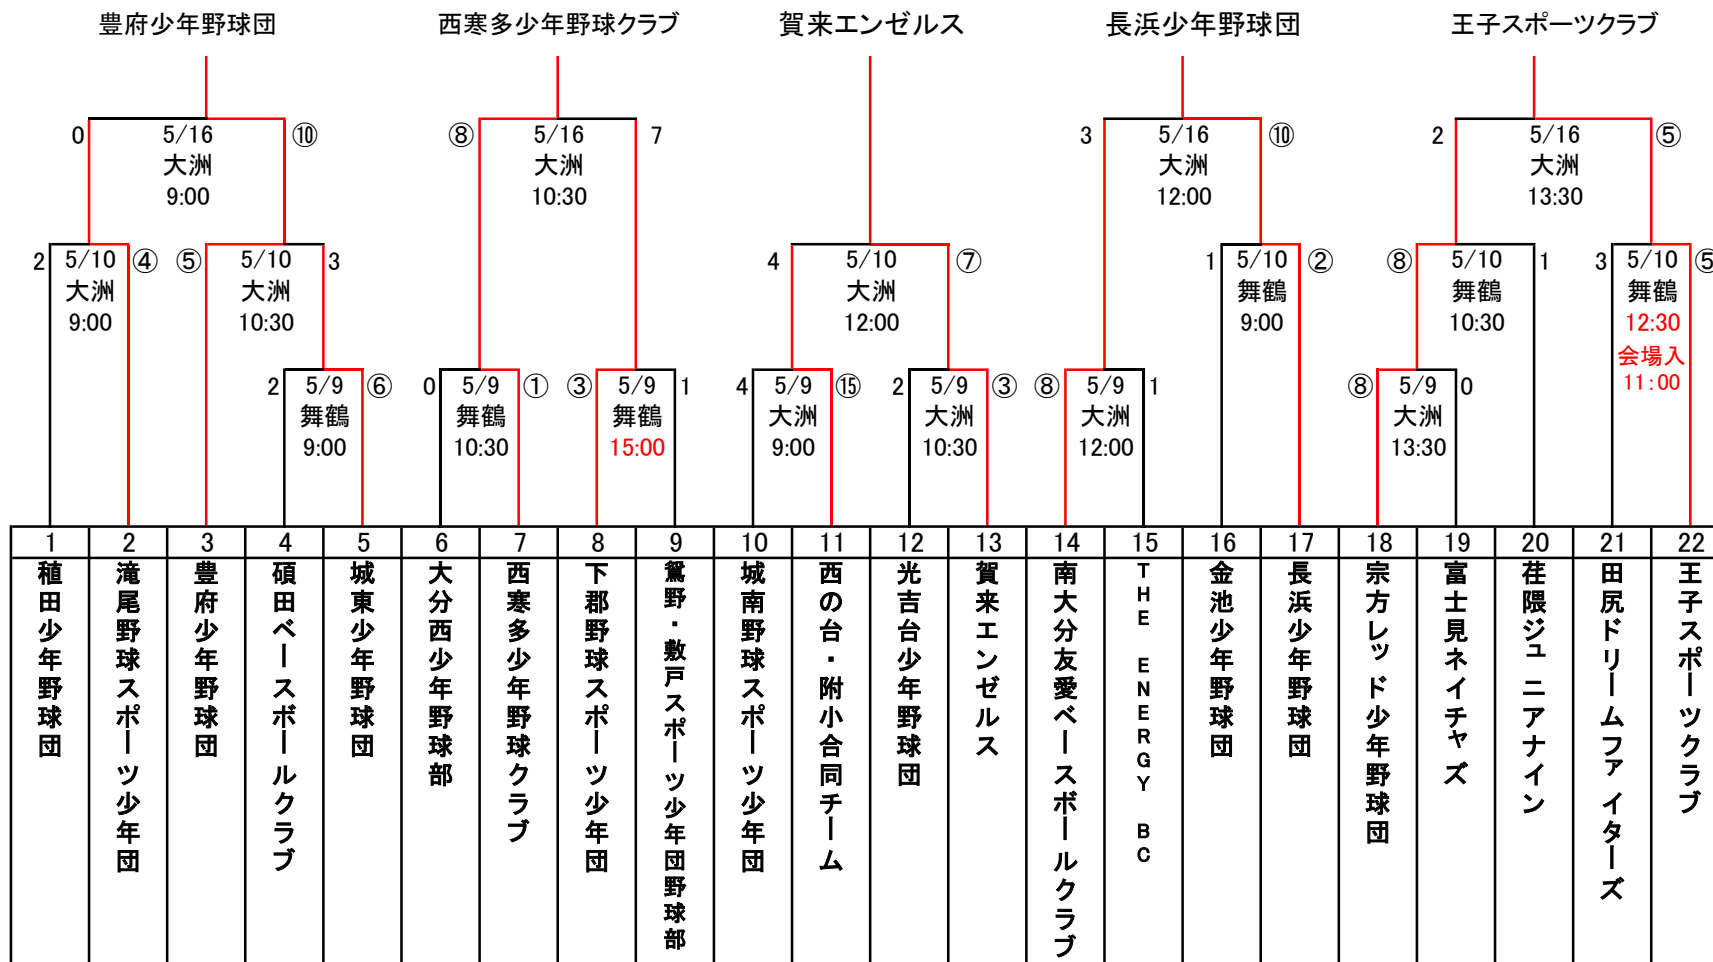 豊府少年野球団
西寒多少年野球クラブ
賀来エンゼルス
長浜少年野球団
王子スポーツクラブ
0 5/16 ⑩
大洲
9:00
⑧ 5/16 7
大洲
10:30
3 5/16 ⑩
大洲
12:00
2 5/16 ⑤
大洲
13:30
2 5/10 ④
大洲
9:00
⑤ 5/10 3
大洲
10:30
4 5/10 ⑦
大洲
12:00
1 5/10 ②
舞鶴
9:00
⑧ 5/10 1
舞鶴
10:30
3 5/10 ⑤
舞鶴
12:30
会場入
11:00
2 5/9 ⑥
舞鶴
9:00
0 5/9 ①
舞鶴
10:30
③ 5/9 1
舞鶴
15:00
4 5/9 ⑮
大洲
9:00
2 5/9 ③
大洲
10:30
⑧ 5/9 1
大洲
12:00
⑧ 5/9 0
大洲
13:30
1 2 3 4 5 6 7 8 9 10 11 12 13 14 15 16 17 18 19 20 21 22
稙田少年野球団
滝尾野球スポーツ少年団
豊府少年野球団
碩田ベースボールクラブ
城東少年野球団
大分西少年野球部
西寒多少年野球クラブ
下郡野球スポーツ少年団
鴛野・敷戸スポーツ少年団野球部
城南野球スポーツ少年団
西の台・附小合同チーム
光吉台少年野球団
賀来エンゼルス
南大分友愛ベースボールクラブ
THE ENERGY BC
金池少年野球団
長浜少年野球団
宗方レッド少年野球団
富士見ネイチャズ
荏隈ジュニアナイン
田尻ドリームファイターズ
王子スポーツクラブ